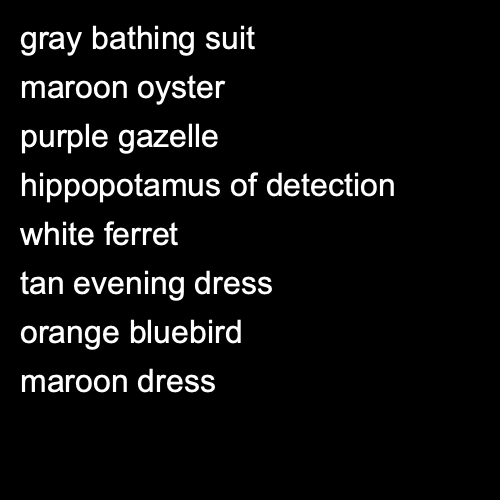 gray bathing suit
maroon oyster
purple gazelle
hippopotamus of detection
white ferret
tan evening dress
orange bluebird
maroon dress